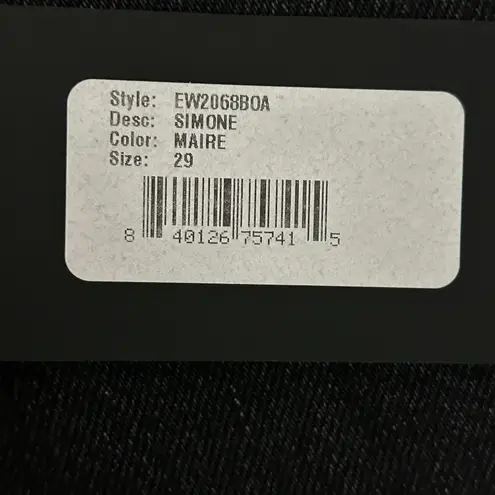 Style: EW2068BOA
Desc: SIMONE
Color: MAIRE
Size: 29
8 40126 75741 5